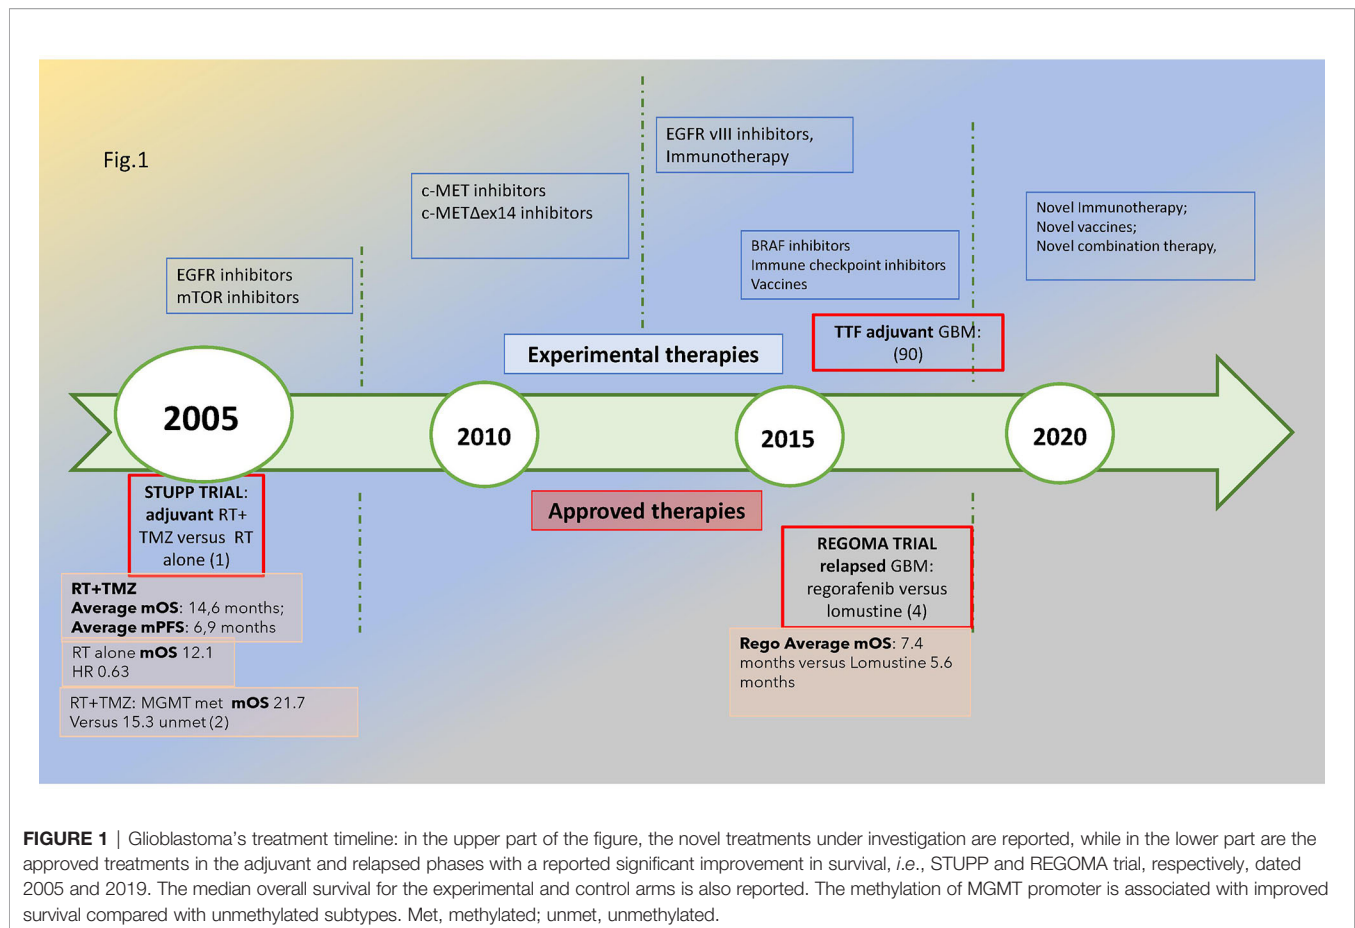 Fig.1
EGFR inhibitors
mTOR inhibitors
c-MET inhibitors
c-METΔex14 inhibitors
EGFR vIII inhibitors,
Immunotherapy
BRAF inhibitors
Immune checkpoint inhibitors
Vaccines
Novel Immunotherapy;
Novel vaccines;
Novel combination therapy,
Experimental therapies
TTF adjuvant GBM:
(90)
2005
2010
2015
2020
Approved therapies
STUPP TRIAL:
adjuvant RT+
TMZ versus RT
alone (1)
RT+TMZ
Average mOS: 14,6 months;
Average mPFS: 6,9 months
RT alone mOS 12.1
HR 0.63
RT+TMZ: MGMT met mOS 21.7
Versus 15.3 unmet (2)
REGOMA TRIAL
relapsed GBM:
regorafenib versus
lomustine (4)
Rego Average mOS: 7.4
months versus Lomustine 5.6
months
FIGURE 1 | Glioblastoma’s treatment timeline: in the upper part of the figure, the novel treatments under investigation are reported, while in the lower part are the
approved treatments in the adjuvant and relapsed phases with a reported significant improvement in survival, i.e., STUPP and REGOMA trial, respectively, dated
2005 and 2019. The median overall survival for the experimental and control arms is also reported. The methylation of MGMT promoter is associated with improved
survival compared with unmethylated subtypes. Met, methylated; unmet, unmethylated.